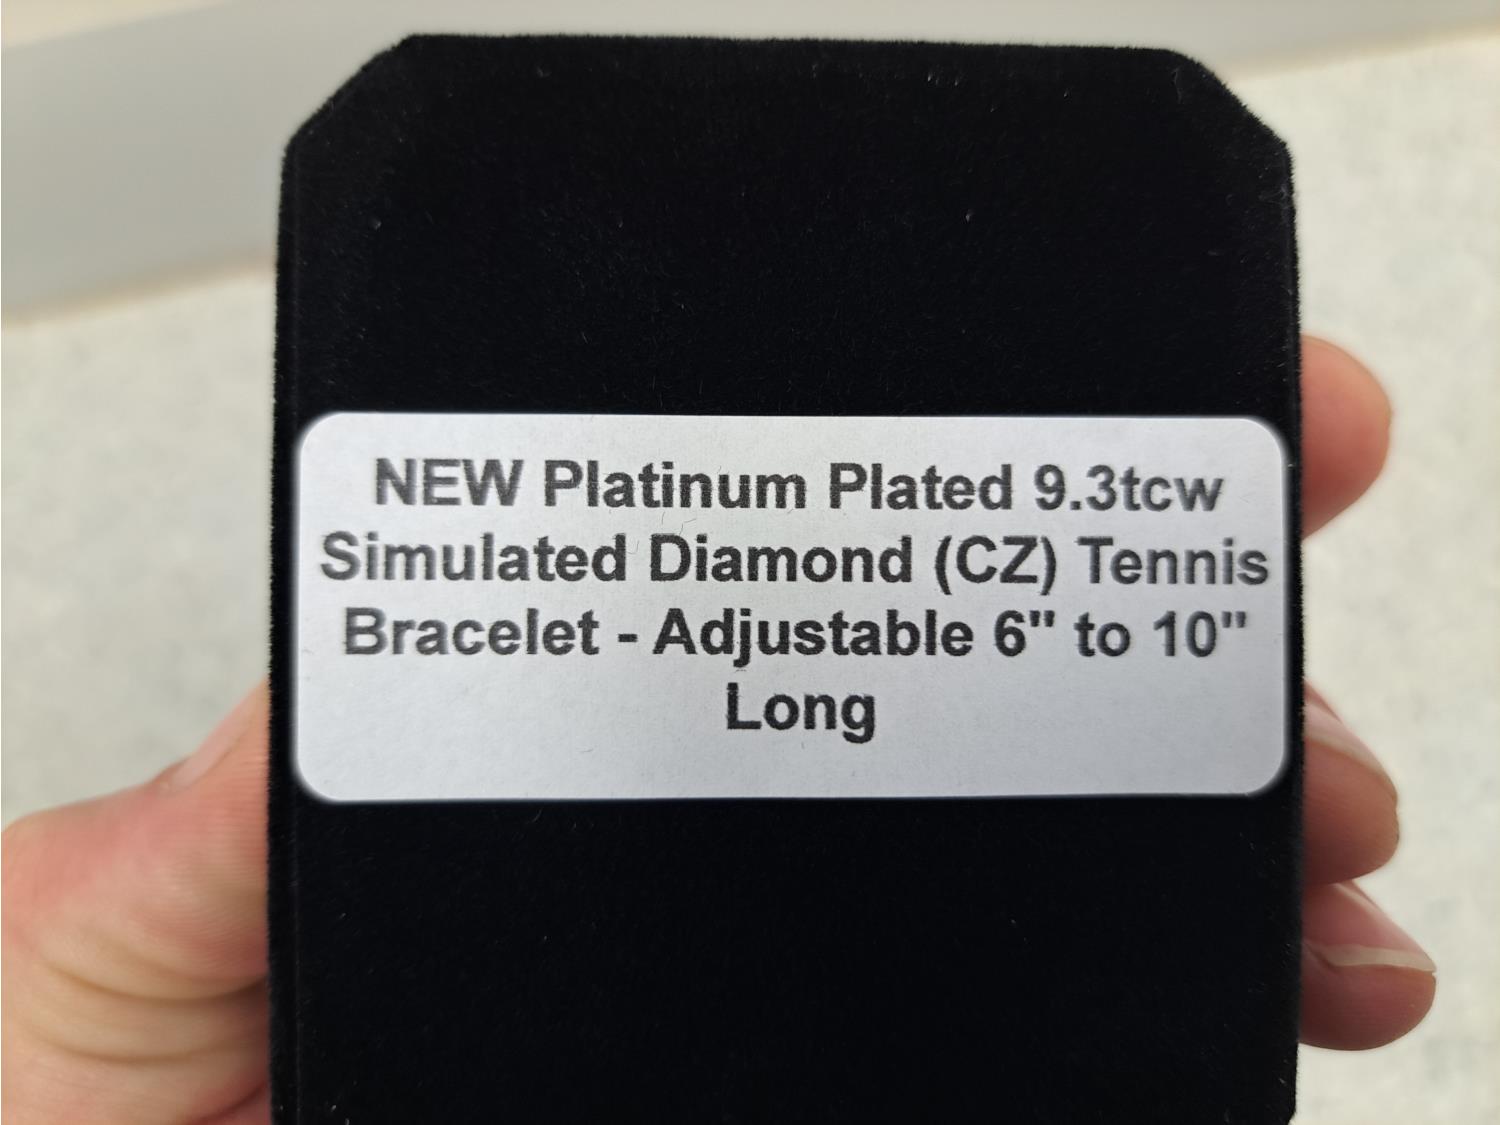 NEW Platinum Plated 9.3tcw
Simulated Diamond (CZ) Tennis
Bracelet - Adjustable 6" to 10"
Long